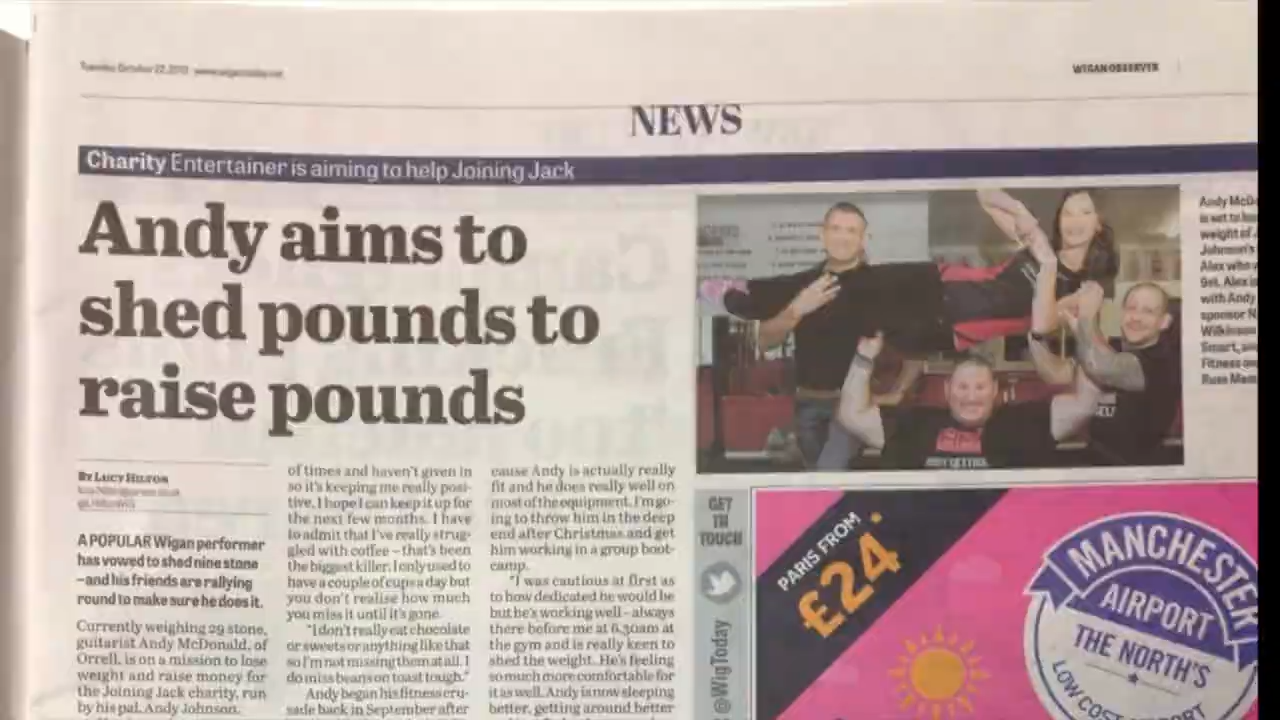 Tuesday October 22, 2013 www.wigantoday.net
WIGAN OBSERVER
NEWS
Charity Entertainer is aiming to help Joining Jack
Andy aims to
shed pounds to
raise pounds
BY LUCY HILTON
A POPULAR Wigan performer
has vowed to shed nine stone
– and his friends are rallying
round to make sure he does it.
Currently weighing 29 stone,
guitarist Andy McDonald, of
Orrell, is on a mission to lose
weight and raise money for
the Joining Jack charity, run
by his pal, Andy Johnson.
of times and haven't given in
so it's keeping me really posi-
tive. I hope I can keep it up for
the next few months. I have
to admit that I've really strug-
gled with coffee – that's been
the biggest killer. I only used to
have a couple of cups a day but
you don't realise how much
you miss it until it's gone.
"I don't really eat chocolate
or sweets or anything like that
so I'm not missing them at all. I
do miss beans on toast tough."
Andy began his fitness cru-
sade back in September after
cause Andy is actually really
fit and he does really well on
most of the equipment. I'm go-
ing to throw him in the deep
end after Christmas and get
him working in a group boot-
camp.
"I was cautious at first as
to how dedicated he would be
but he's working well – always
there before me at 6.30am at
the gym and is really keen to
shed the weight. He's feeling
so much more comfortable for
it as well. Andy is now sleeping
better, getting around better
Andy McDo
is set to
weight of
Johnson's
Alex who
9st. Alex is
with Andy
sponsor N
Wilkinson
Smart,
Fitness
Russ
GET
IN
TOUCH
@WigToday
PARIS FROM
£24*
MANCHESTER
AIRPORT
THE NORTH'S
LOW COST